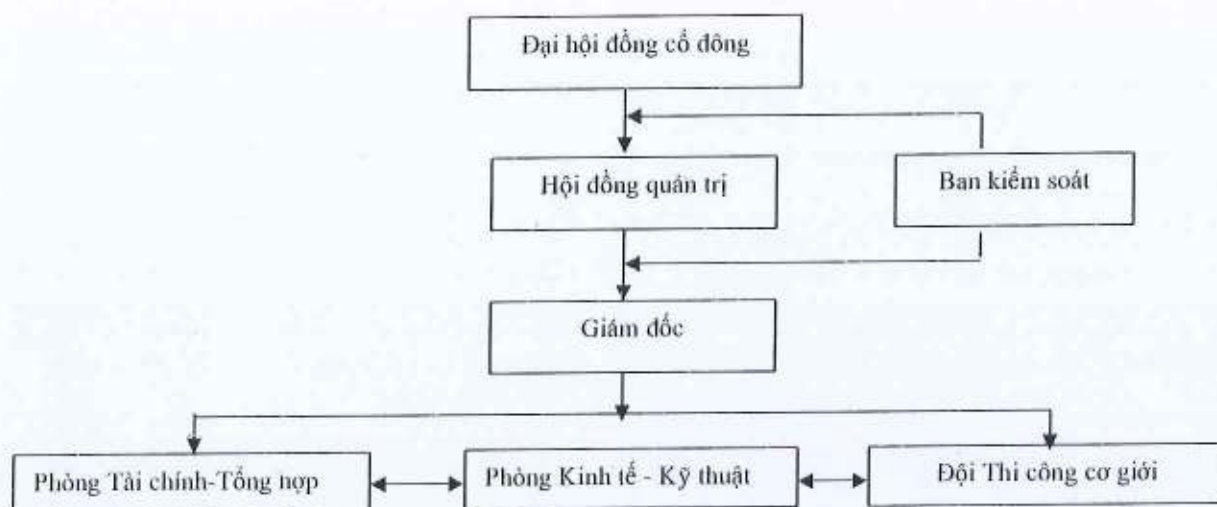 Đại hội đồng cổ đông
Hội đồng quản trị
Ban kiểm soát
Giám đốc
Phòng Tài chính-Tổng hợp
Phòng Kinh tế - Kỹ thuật
Đội Thi công cơ giới